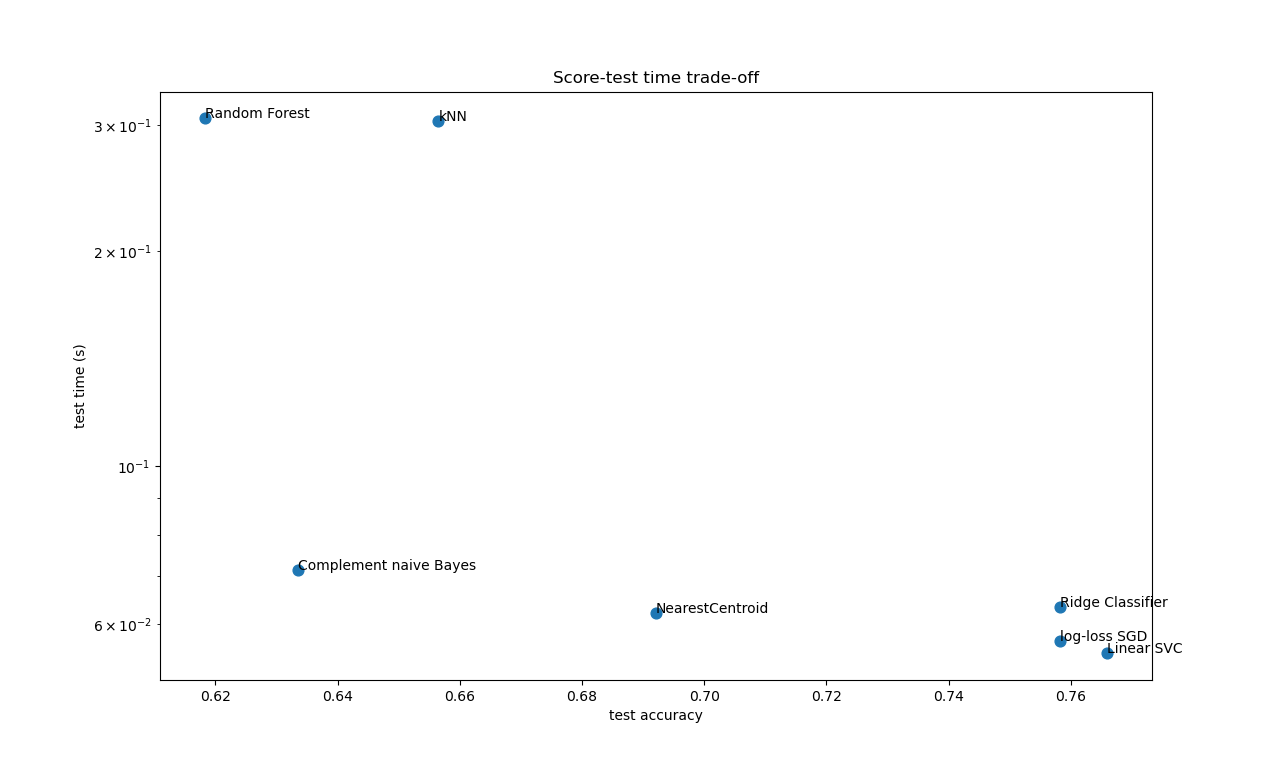 Score-test time trade-off
Random Forest
kNN
Complement naive Bayes
NearestCentroid
Ridge Classifier
log-loss SGD
Linear SVC
3 × 10⁻¹
2 × 10⁻¹
10⁻¹
6 × 10⁻²
test time (s)
0.62 0.64 0.66 0.68 0.70 0.72 0.74 0.76
test accuracy